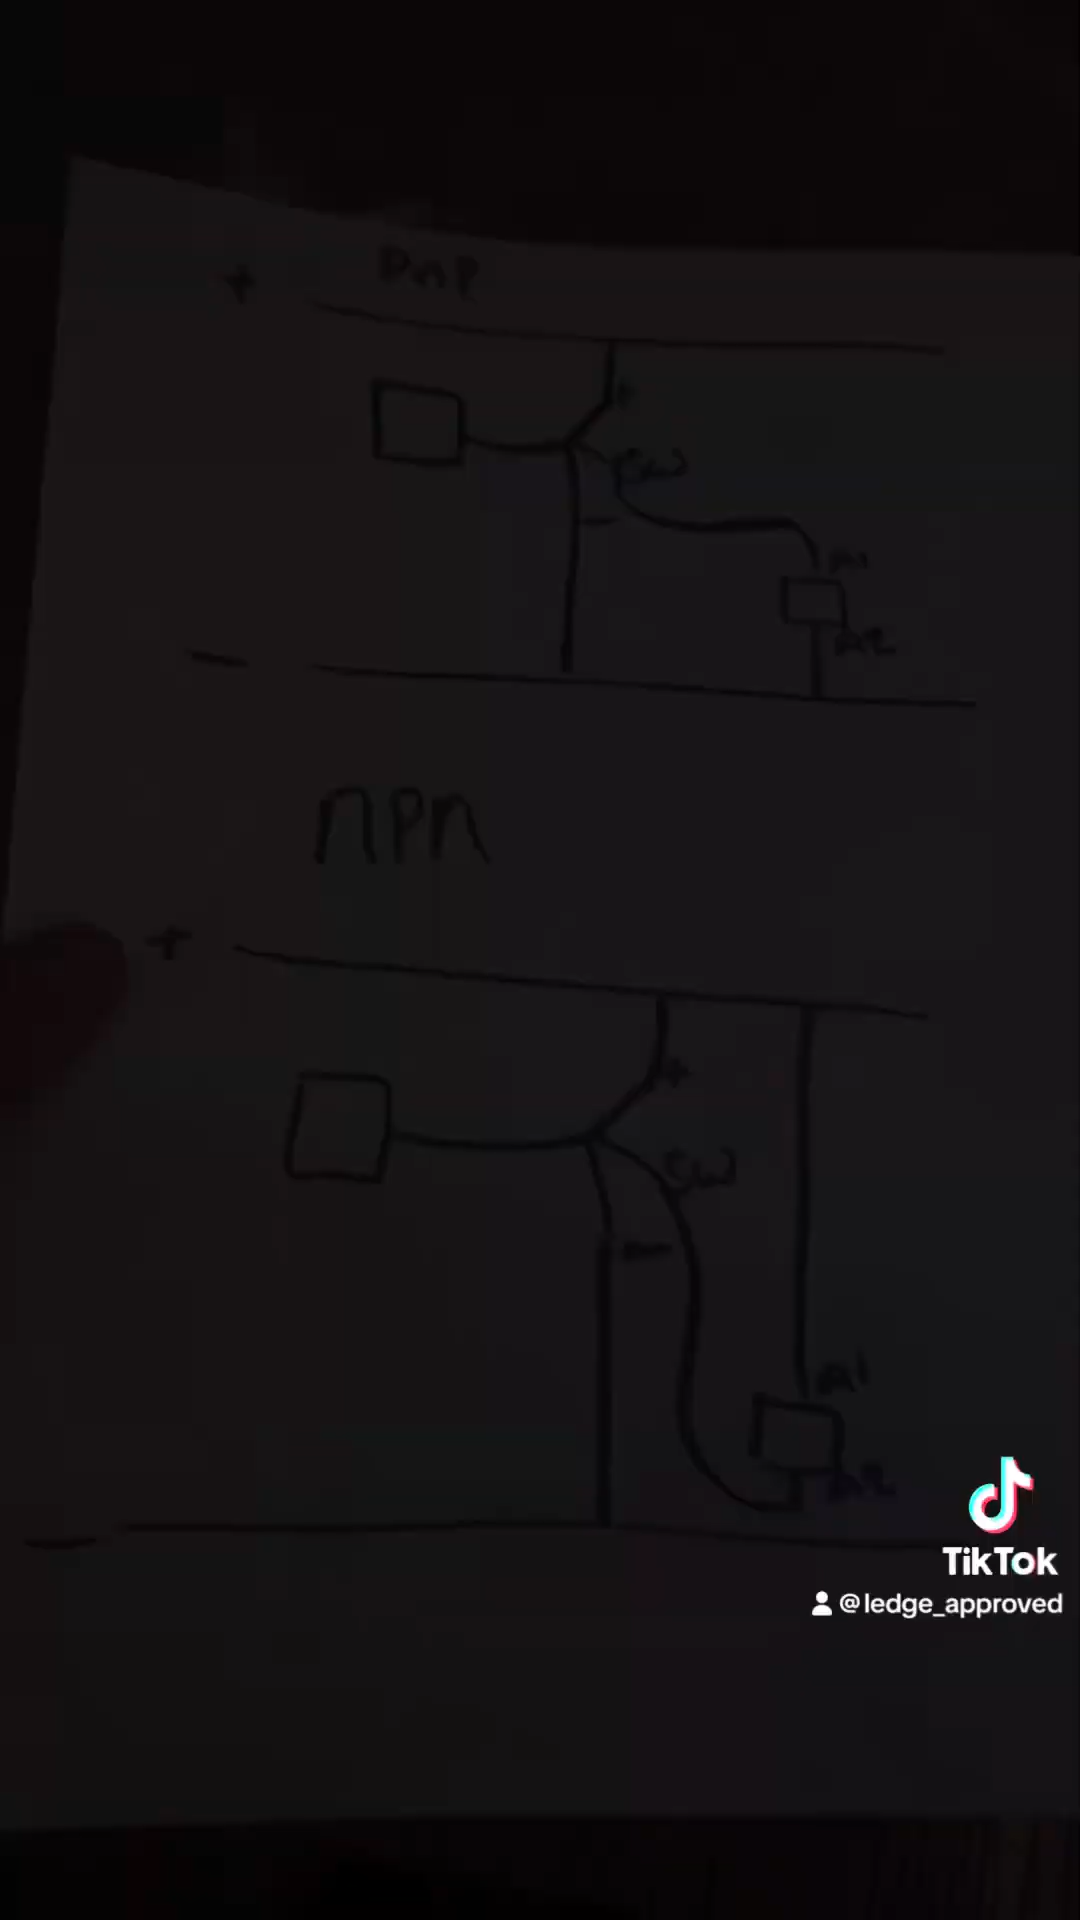 PnP
+
+
SW
−
A1
A2
−
nPn
+
+
SW
−
A1
A2
−
TikTok
@ledge_approved